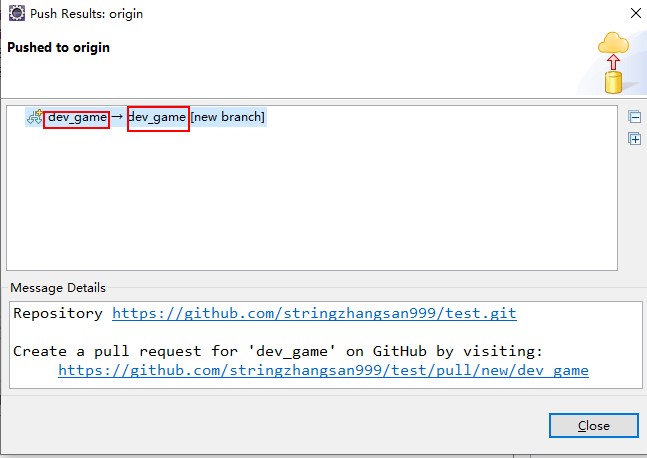 Push Results: origin
Pushed to origin
dev_game → dev_game [new branch]
Message Details
Repository https://github.com/stringzhangsan999/test.git
Create a pull request for 'dev_game' on GitHub by visiting:
https://github.com/stringzhangsan999/test/pull/new/dev_game
Close